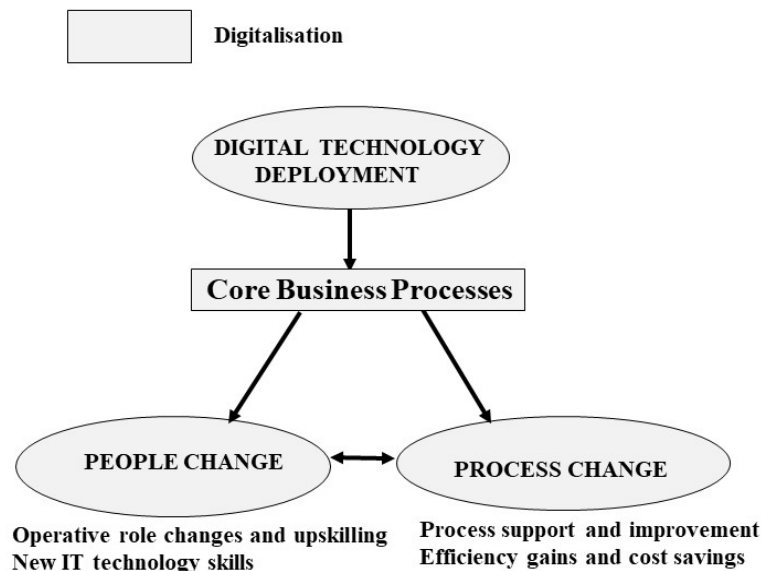 Digitalisation
DIGITAL TECHNOLOGY
DEPLOYMENT
Core Business Processes
PEOPLE CHANGE
PROCESS CHANGE
Operative role changes and upskilling
New IT technology skills
Process support and improvement
Efficiency gains and cost savings